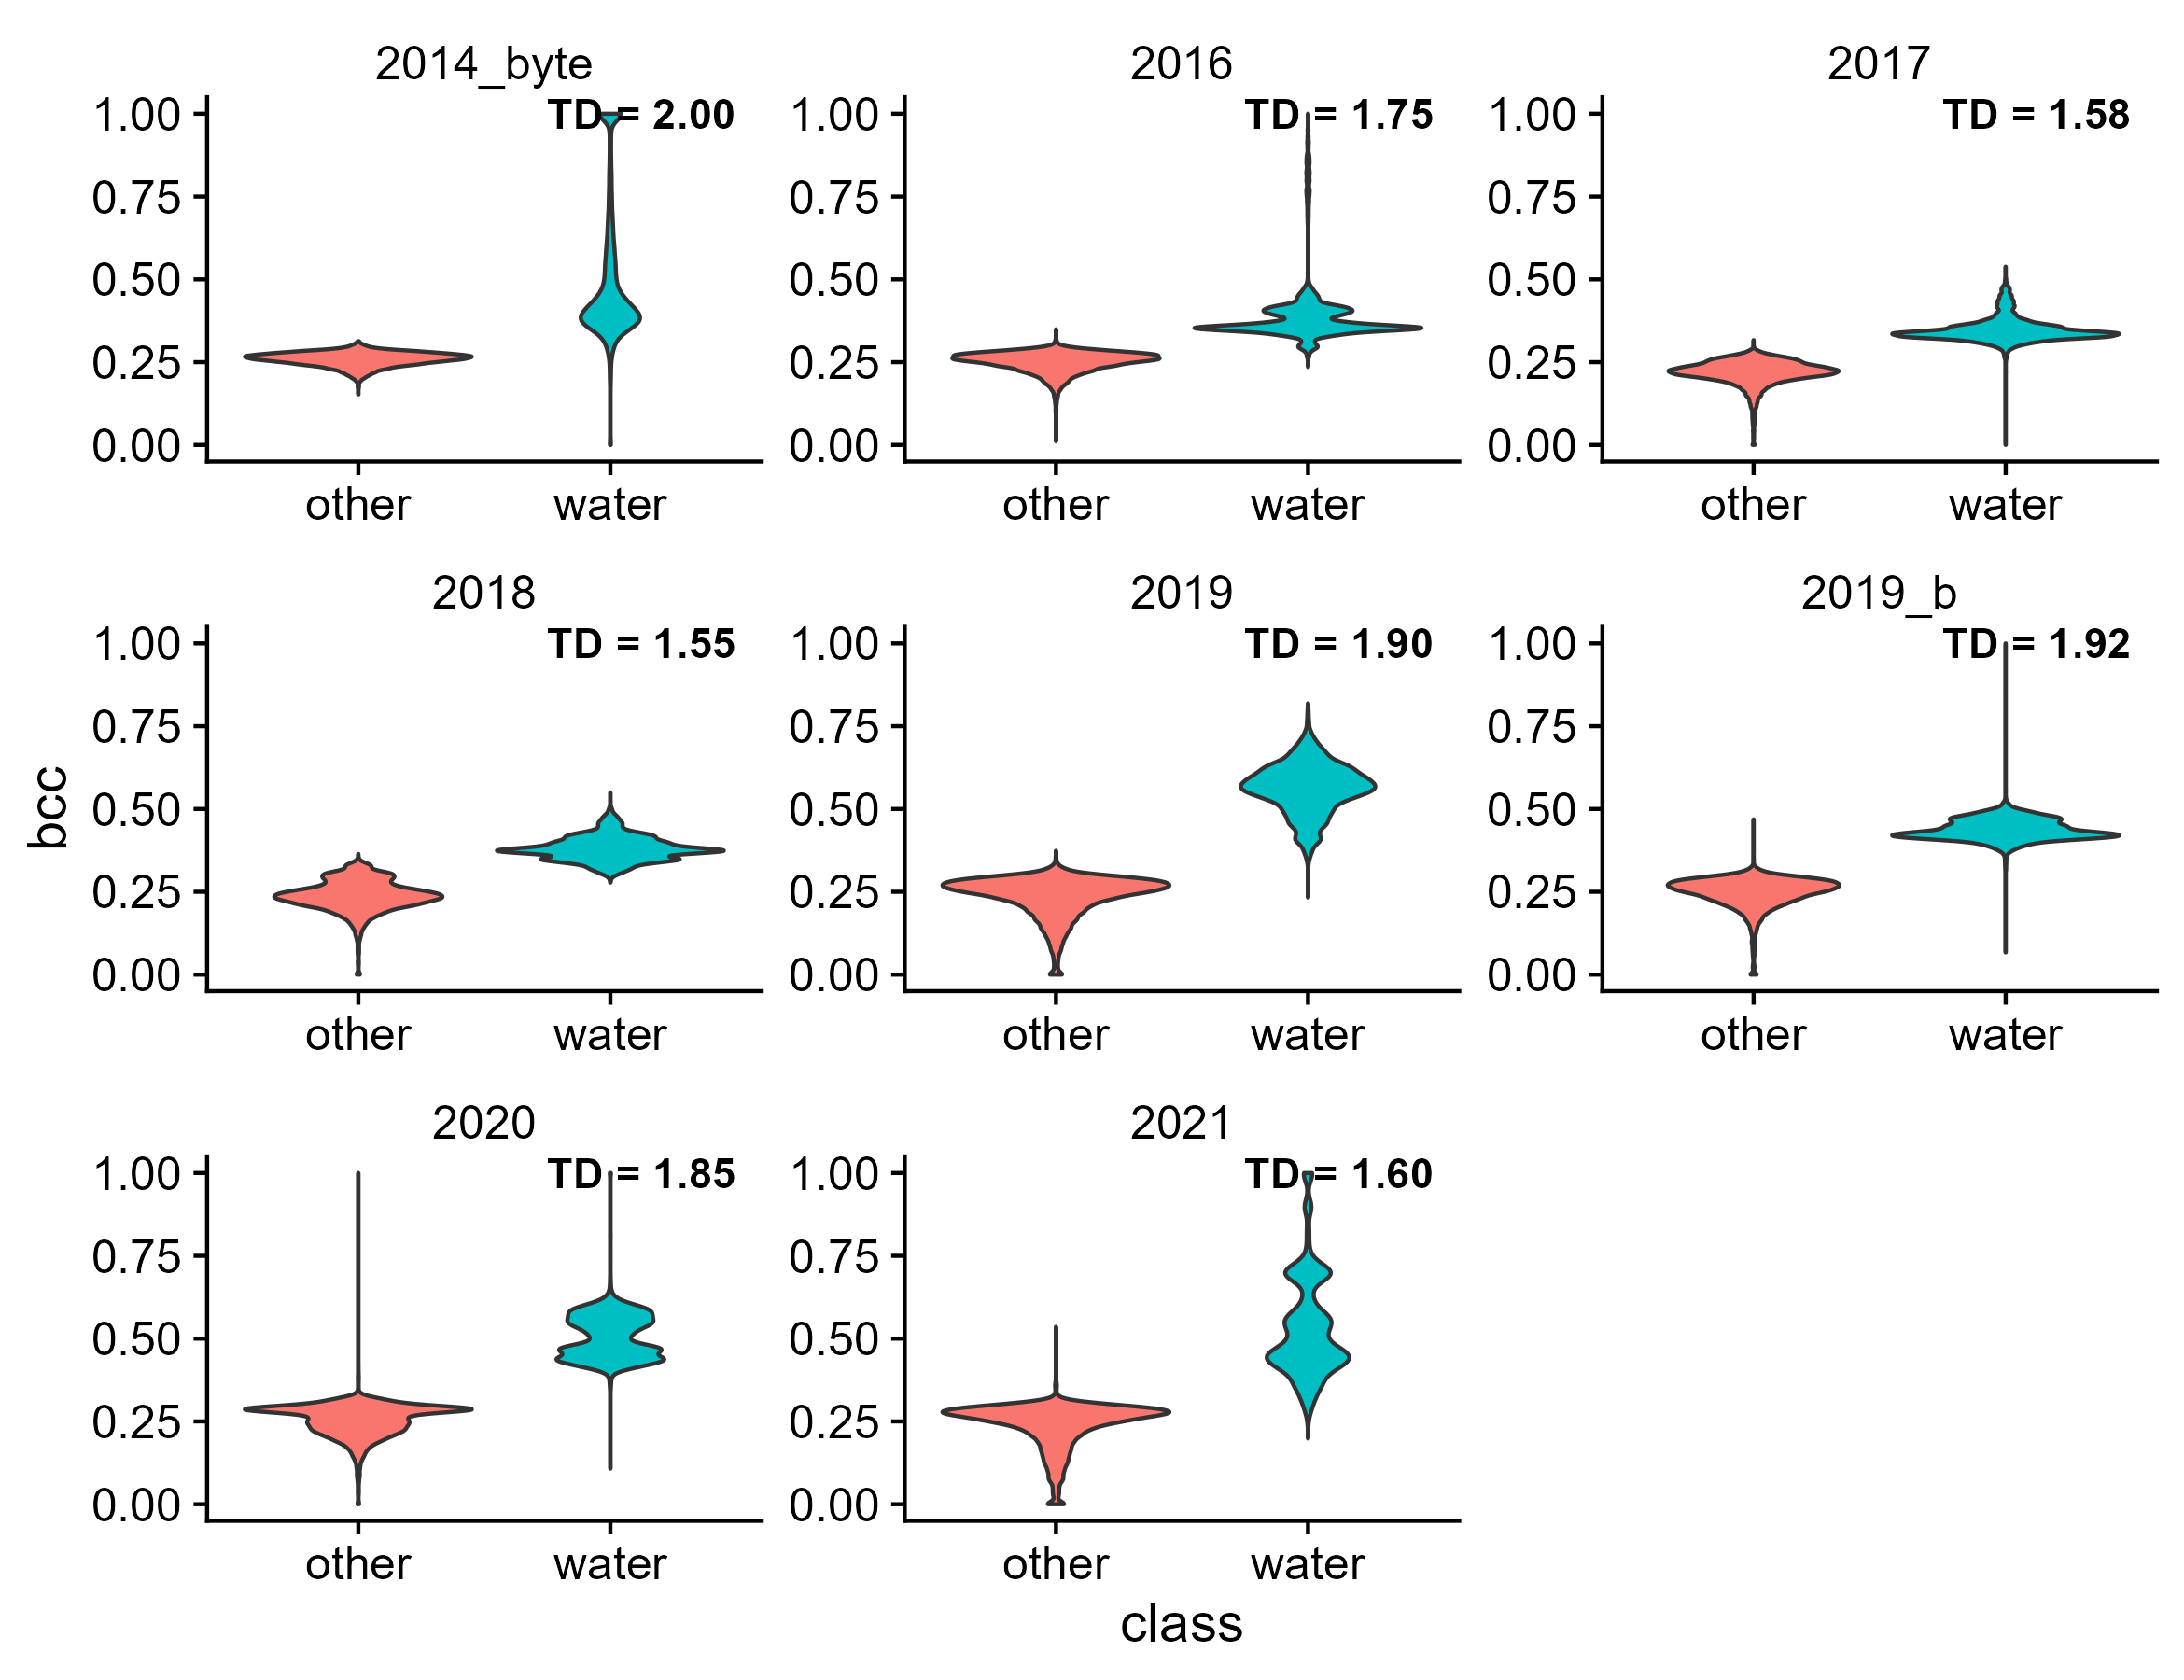 2014_byte 2016 2017
TD = 2.00 TD = 1.75 TD = 1.58
1.00 1.00 1.00
0.75 0.75 0.75
0.50 0.50 0.50
0.25 0.25 0.25
0.00 0.00 0.00
other water other water other water
2018 2019 2019_b
TD = 1.55 TD = 1.90 TD = 1.92
1.00 1.00 1.00
0.75 0.75 0.75
0.50 0.50 0.50
0.25 0.25 0.25
0.00 0.00 0.00
other water other water other water
bcc
2020 2021
TD = 1.85 TD = 1.60
1.00 1.00
0.75 0.75
0.50 0.50
0.25 0.25
0.00 0.00
other water other water
class